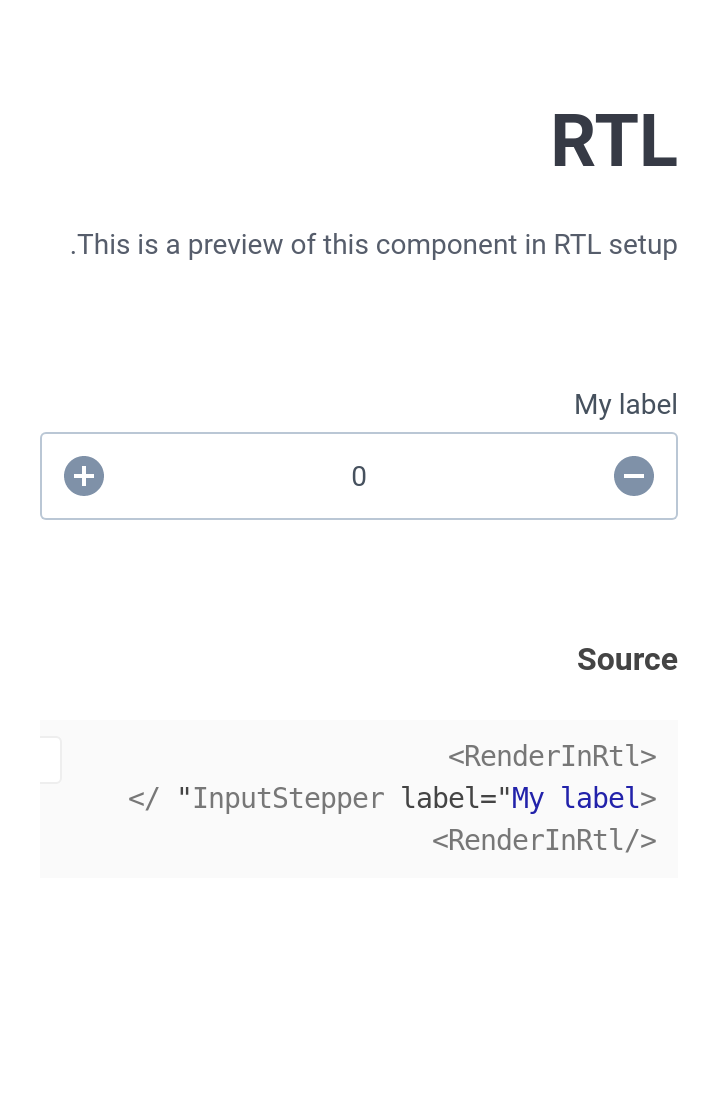 RTL
.This is a preview of this component in RTL setup
My label
0
Source
<RenderInRtl>
</ "InputStepper label="My label>
<RenderInRtl/>